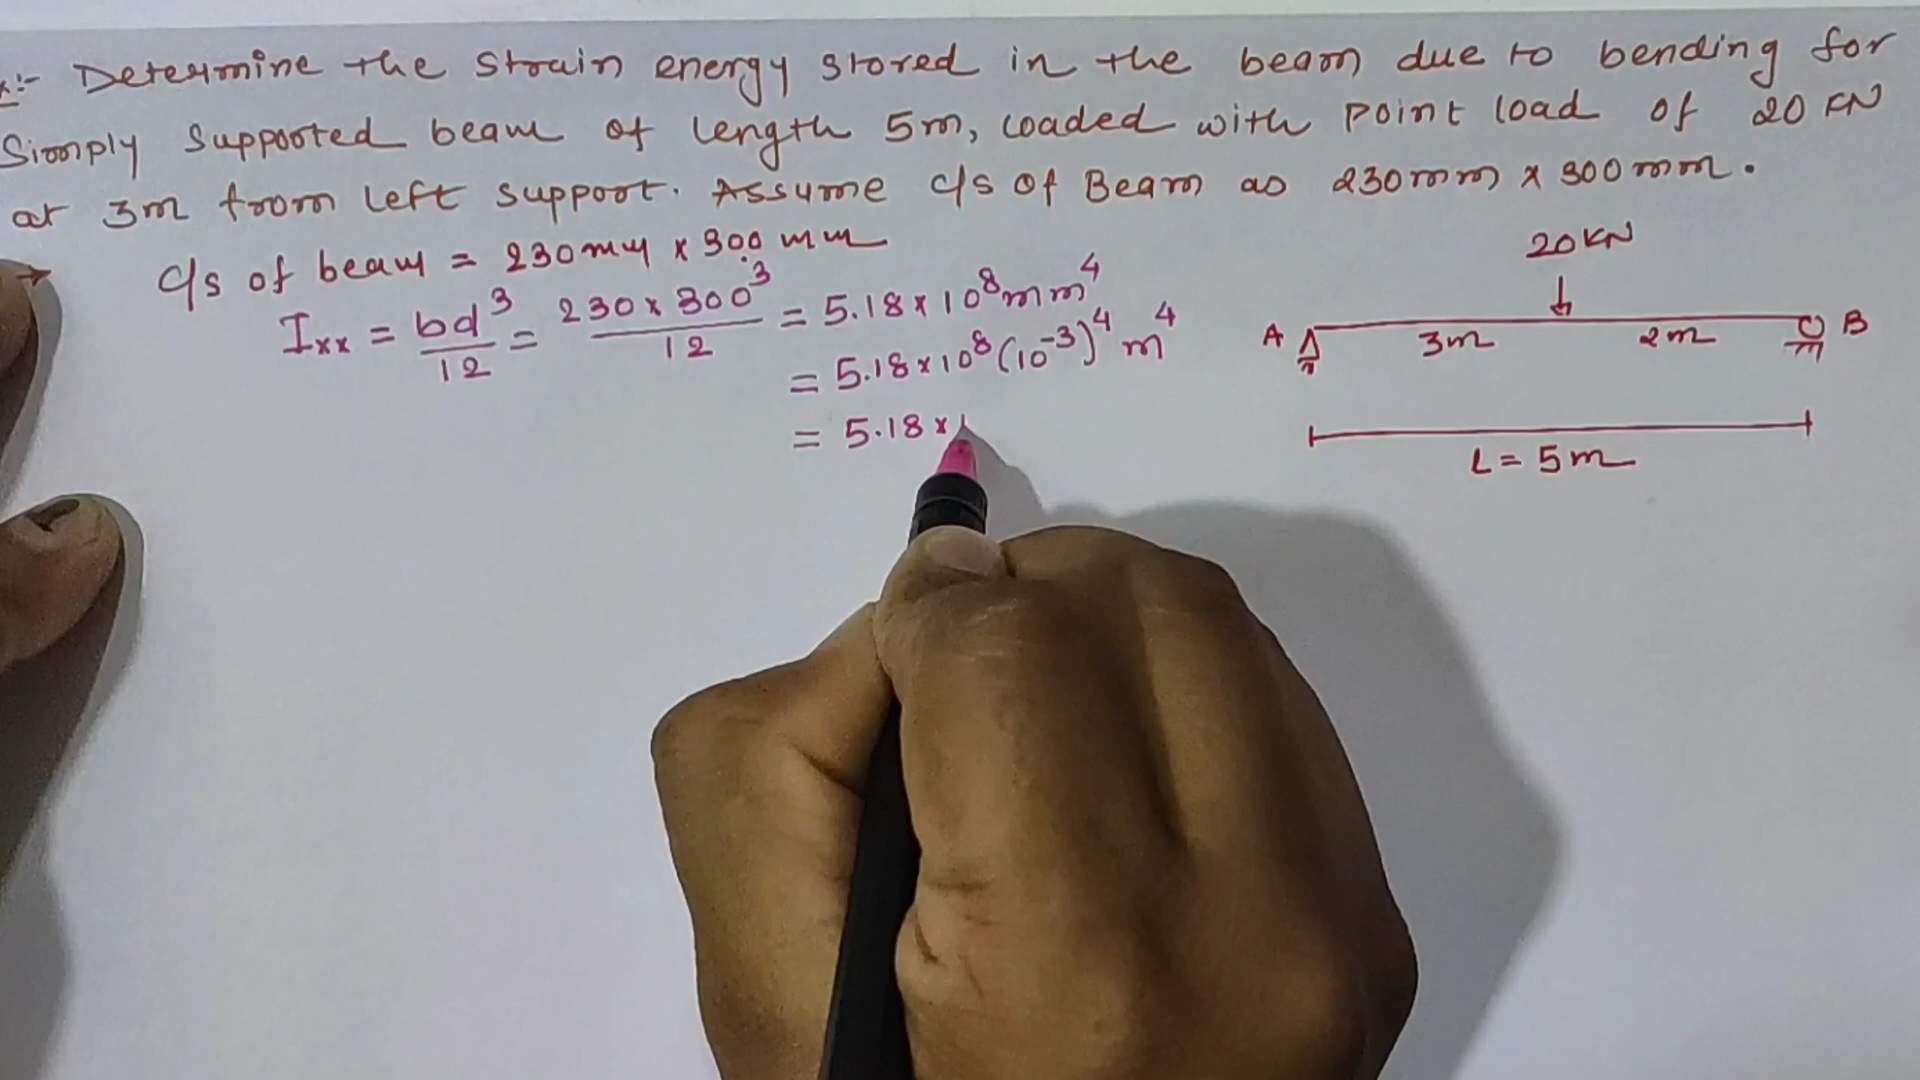 Determine the strain energy stored in the beam due to bending for
Simply supported beam of length 5m, loaded with point load of 20 KN
at 3m from left support. Assume c/s of Beam as 230mm x 300mm.
c/s of beam = 230mm x 300 mm
Ixx = bd³/12 = 230 x 300³/12 = 5.18 x 10⁸ mm⁴
= 5.18 x 10⁸ (10⁻³)⁴ m⁴
= 5.18 x
20 KN
A 3m 2m B
L = 5m